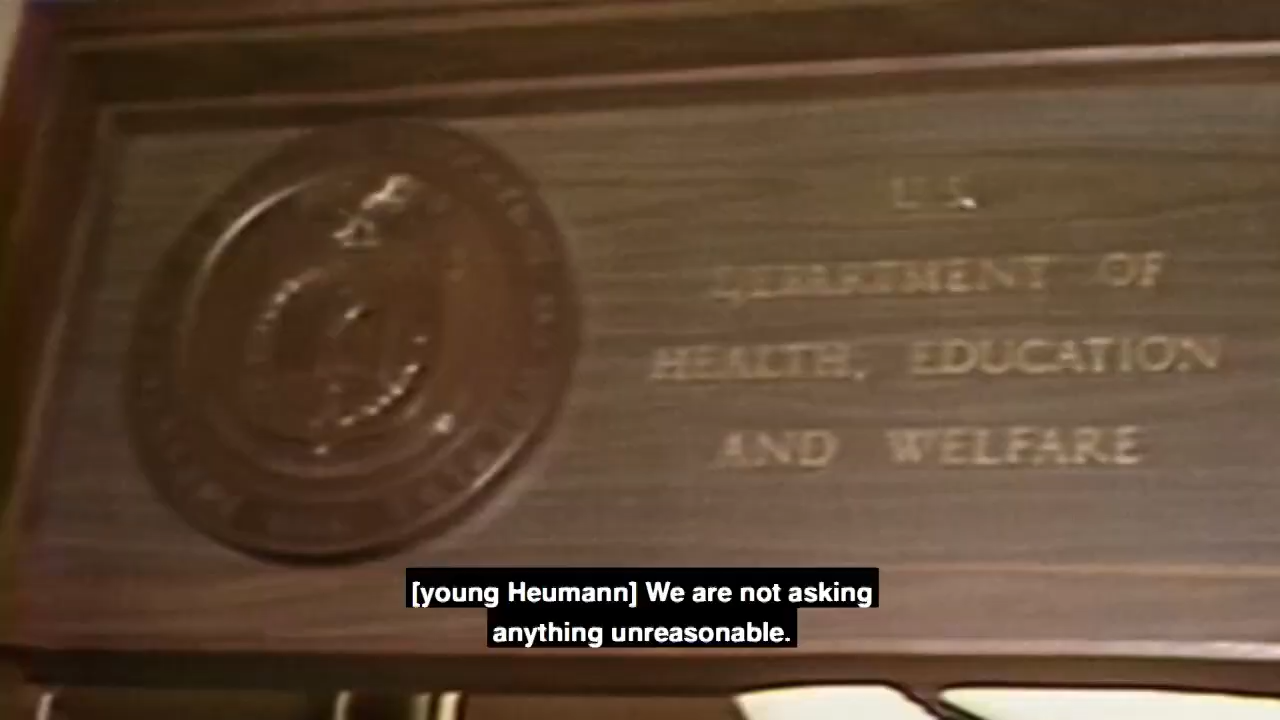 U.S.
DEPARTMENT OF
HEALTH, EDUCATION
AND WELFARE
[young Heumann] We are not asking
anything unreasonable.